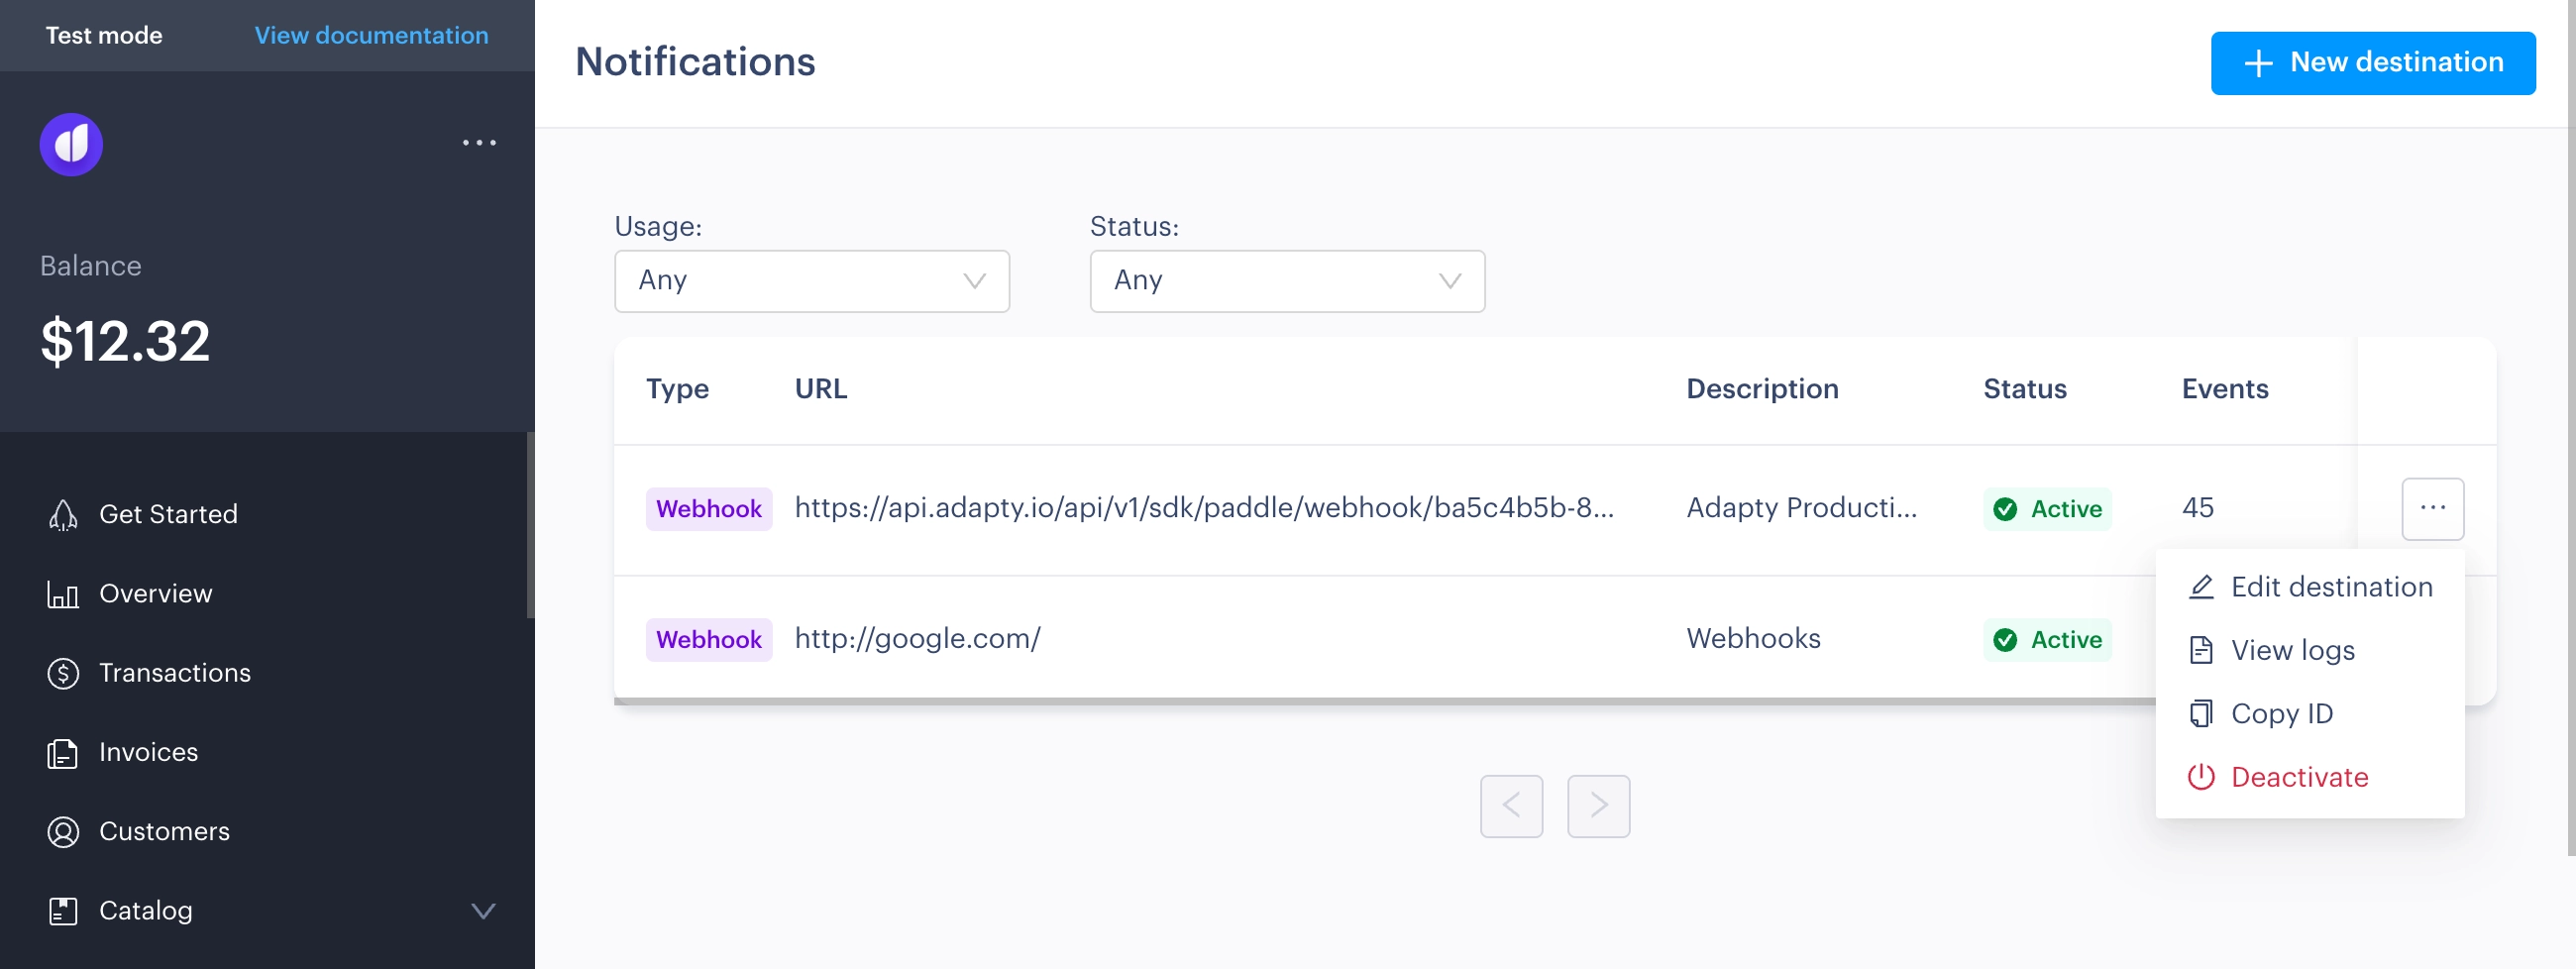 Test mode
View documentation
Balance
$12.32
Get Started
Overview
Transactions
Invoices
Customers
Catalog
Notifications
New destination
Usage:
Any
Status:
Any
Type URL Description Status Events
Webhook https://api.adapty.io/api/v1/sdk/paddle/webhook/ba5c4b5b-8... Adapty Producti... Active 45
Webhook http://google.com/ Webhooks Active
Edit destination
View logs
Copy ID
Deactivate